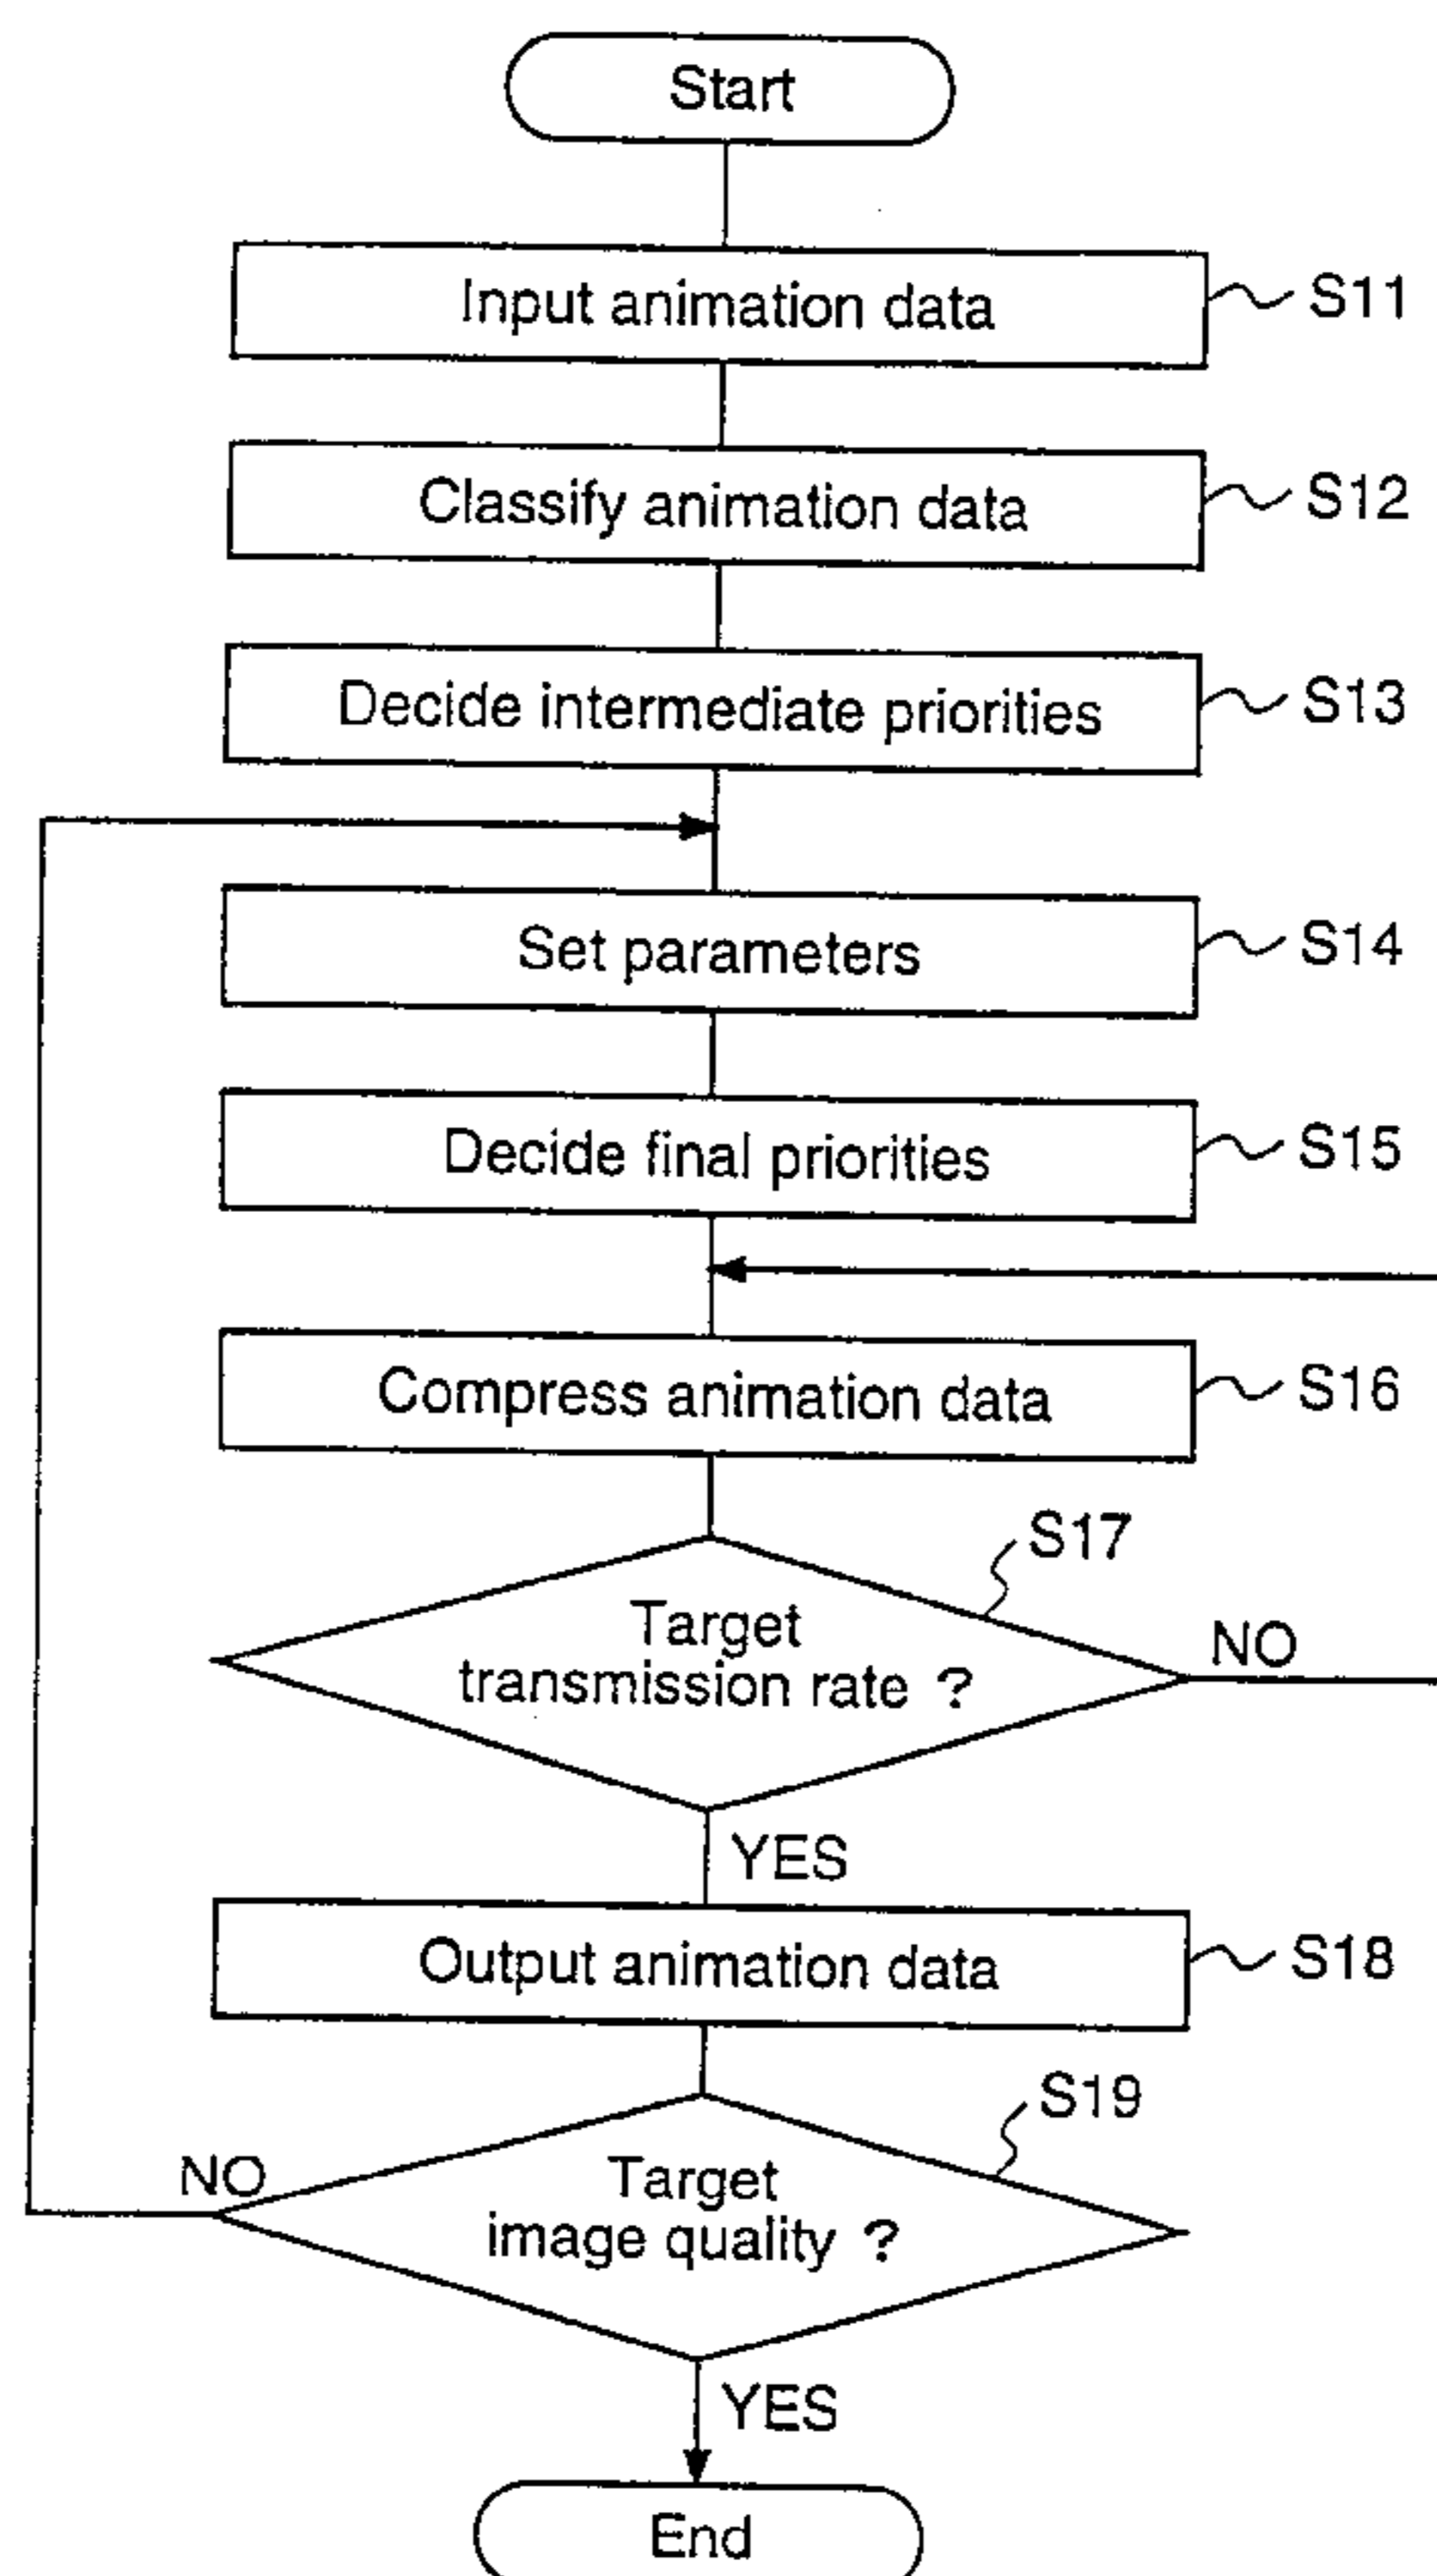 Start
Input animation data
S11
Classify animation data
S12
Decide intermediate priorities
S13
Set parameters
S14
Decide final priorities
S15
Compress animation data
S16
S17
Target
transmission rate ?
NO
YES
Output animation data
S18
S19
NO
Target
image quality ?
YES
End